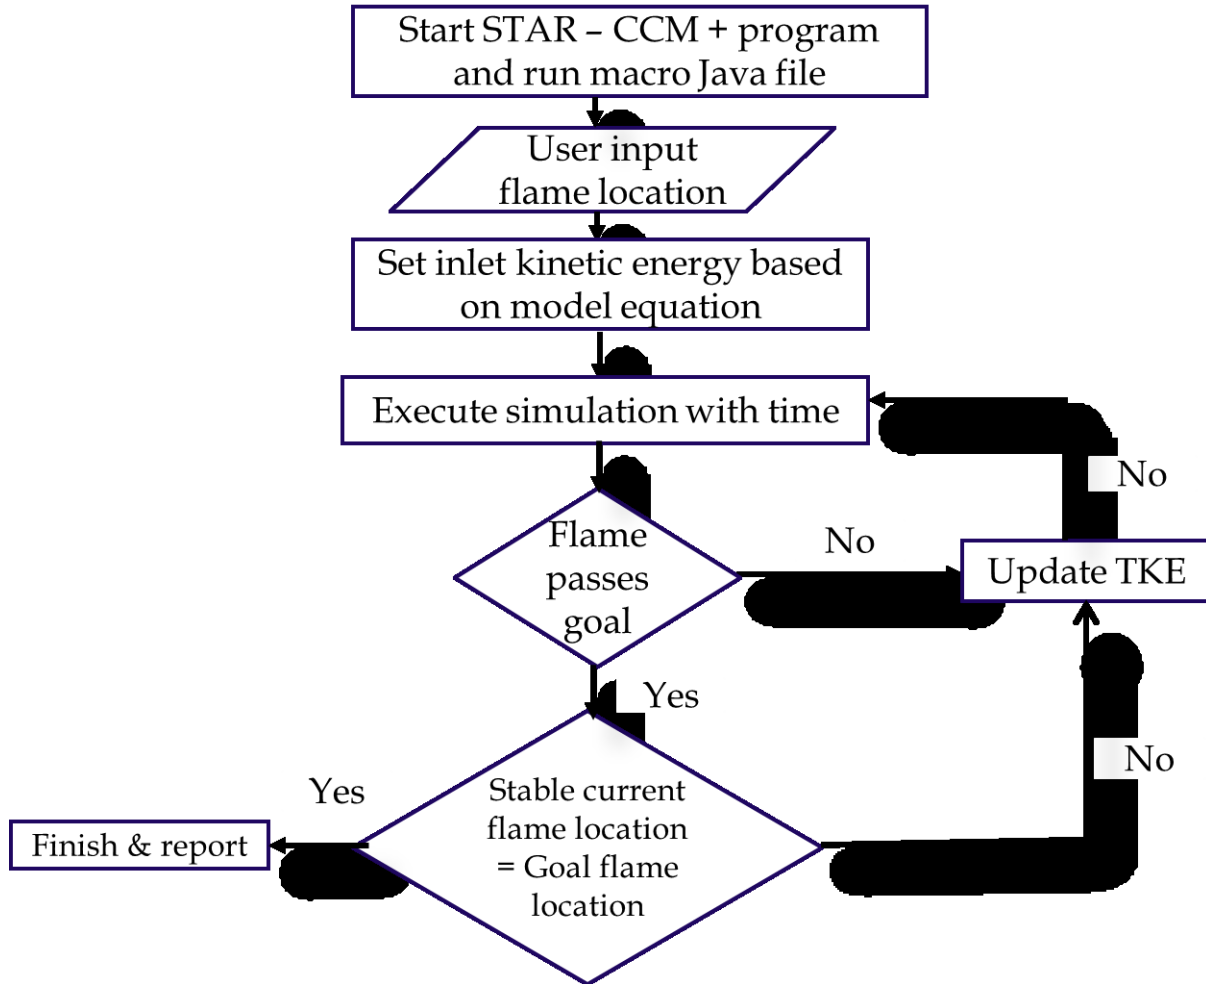 Start STAR – CCM + program
and run macro Java file
User input
flame location
Set inlet kinetic energy based
on model equation
Execute simulation with time
No
Flame
passes
goal
No
Update TKE
Yes
Stable current
flame location
= Goal flame
location
Yes
No
Finish & report